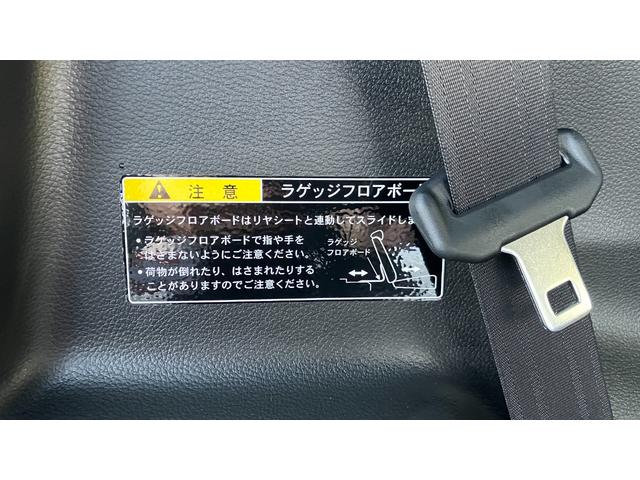 注意 ラゲッジフロアボー
ラゲッジフロアボードはリヤシートと連動してスライドしま
・ラゲッジフロアボードで指や手を
はさまないようにご注意ください。
・荷物が倒れたり、はさまれたりする
ことがありますのでご注意ください。
ラゲッジ
フロアボード